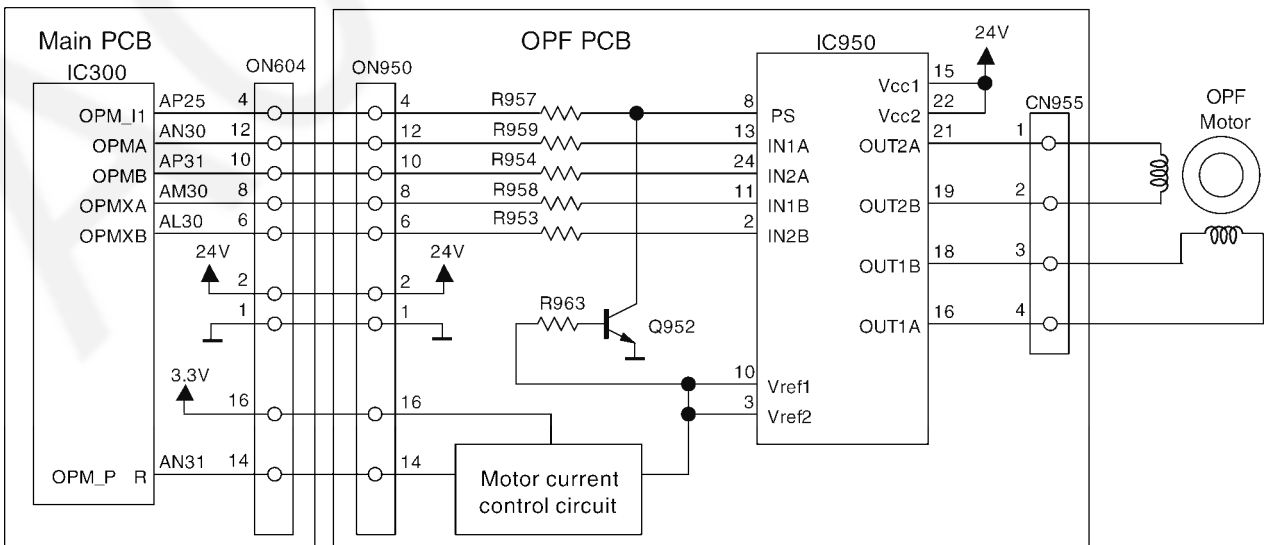 Main PCB
OPF PCB
IC300
ON604
ON950
IC950
24V
OPM_I1 AP25 4 4 R957 8 PS
OPMA AN30 12 12 R959 13 IN1A
OPMB AP31 10 10 R954 24 IN2A
OPMXA AM30 8 8 R958 11 IN1B
OPMXB AL30 6 6 R953 2 IN2B
Vcc1 15
Vcc2 22
OUT2A 21
OUT2B 19
OUT1B 18
OUT1A 16
CN955
1
2
3
4
OPF
Motor
24V
24V
2 2
1 1
R963
Q952
10 Vref1
3 Vref2
3.3V
16 16
OPM_P R AN31 14 14
Motor current
control circuit